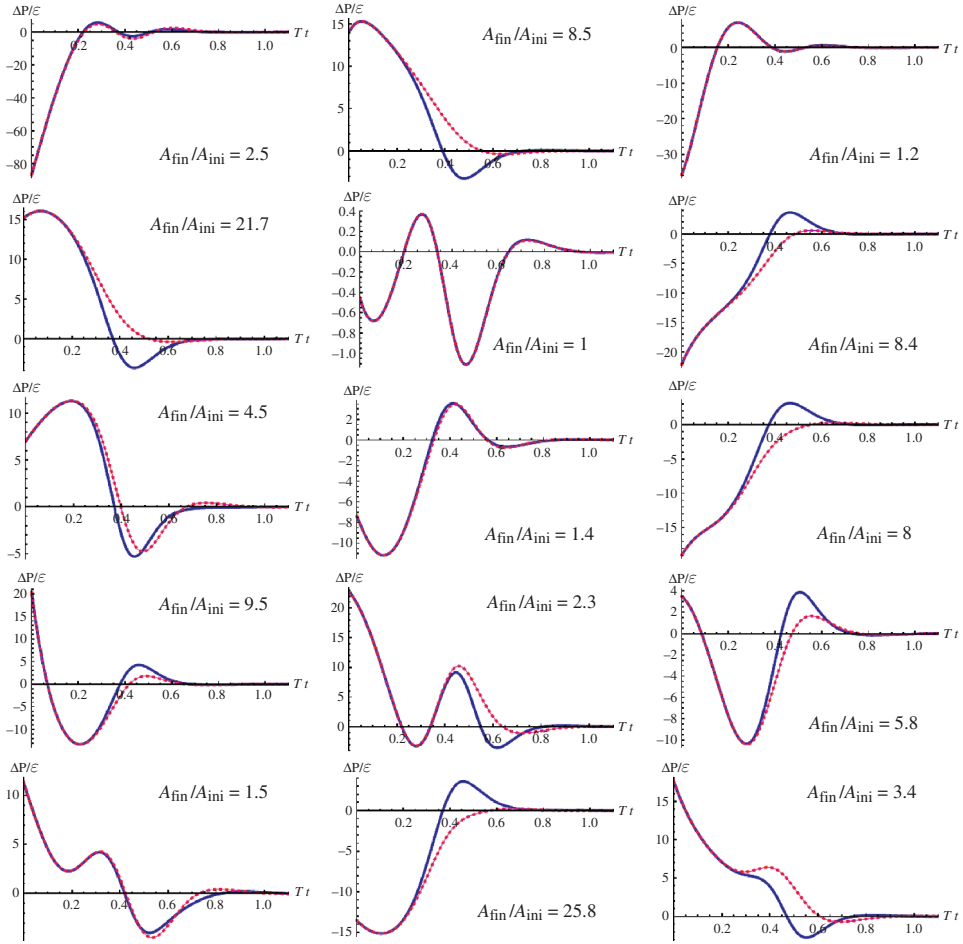 ΔP/ε
0
−20
−40
−60
−80
0.2 0.4 0.6 0.8 1.0 T t
A_fin/A_ini = 2.5
ΔP/ε
15
10
5
0.2 0.4 0.6 0.8 1.0 T t
A_fin/A_ini = 8.5
ΔP/ε
−10
−20
−30
0.2 0.4 0.6 0.8 1.0 T t
A_fin/A_ini = 1.2
ΔP/ε
15
10
5
0
0.2 0.4 0.6 0.8 1.0 T t
A_fin/A_ini = 21.7
ΔP/ε
0.4
0.2
0.0
−0.2
−0.4
−0.6
−0.8
−1.0
0.2 0.4 0.6 0.8 1.0 T t
A_fin/A_ini = 1
ΔP/ε
5
0
−5
−10
−15
−20
0.2 0.4 0.6 0.8 1.0 T t
A_fin/A_ini = 8.4
ΔP/ε
10
5
0
−5
0.2 0.4 0.6 0.8 1.0 T t
A_fin/A_ini = 4.5
ΔP/ε
2
0
−2
−4
−6
−8
−10
0.2 0.4 0.6 0.8 1.0 T t
A_fin/A_ini = 1.4
ΔP/ε
0
−5
−10
−15
0.2 0.4 0.6 0.8 1.0 T t
A_fin/A_ini = 8
ΔP/ε
20
15
10
5
0
−5
−10
0.2 0.4 0.6 0.8 1.0 T t
A_fin/A_ini = 9.5
ΔP/ε
20
15
10
5
0
0.2 0.4 0.6 0.8 1.0 T t
A_fin/A_ini = 2.3
ΔP/ε
4
2
0
−2
−4
−6
−8
−10
0.2 0.4 0.6 0.8 1.0 T t
A_fin/A_ini = 5.8
ΔP/ε
10
5
0.2 0.4 0.6 0.8 1.0 T t
A_fin/A_ini = 1.5
ΔP/ε
0
−5
−10
−15
0.2 0.4 0.6 0.8 1.0 T t
A_fin/A_ini = 25.8
ΔP/ε
15
10
5
0
0.2 0.4 0.6 0.8 1.0 T t
A_fin/A_ini = 3.4